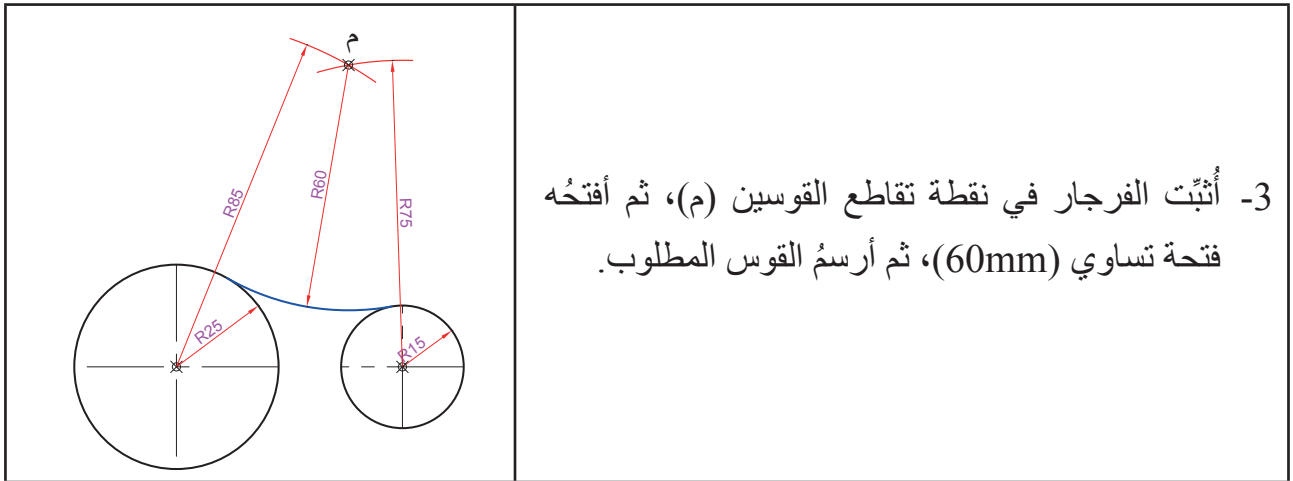 م
R85
R60
R75
R25
R15
3- أُثبِّت الفرجار في نقطة تقاطع القوسين (م)، ثم أفتحُه
فتحة تساوي (60mm)، ثم أرسمُ القوس المطلوب.